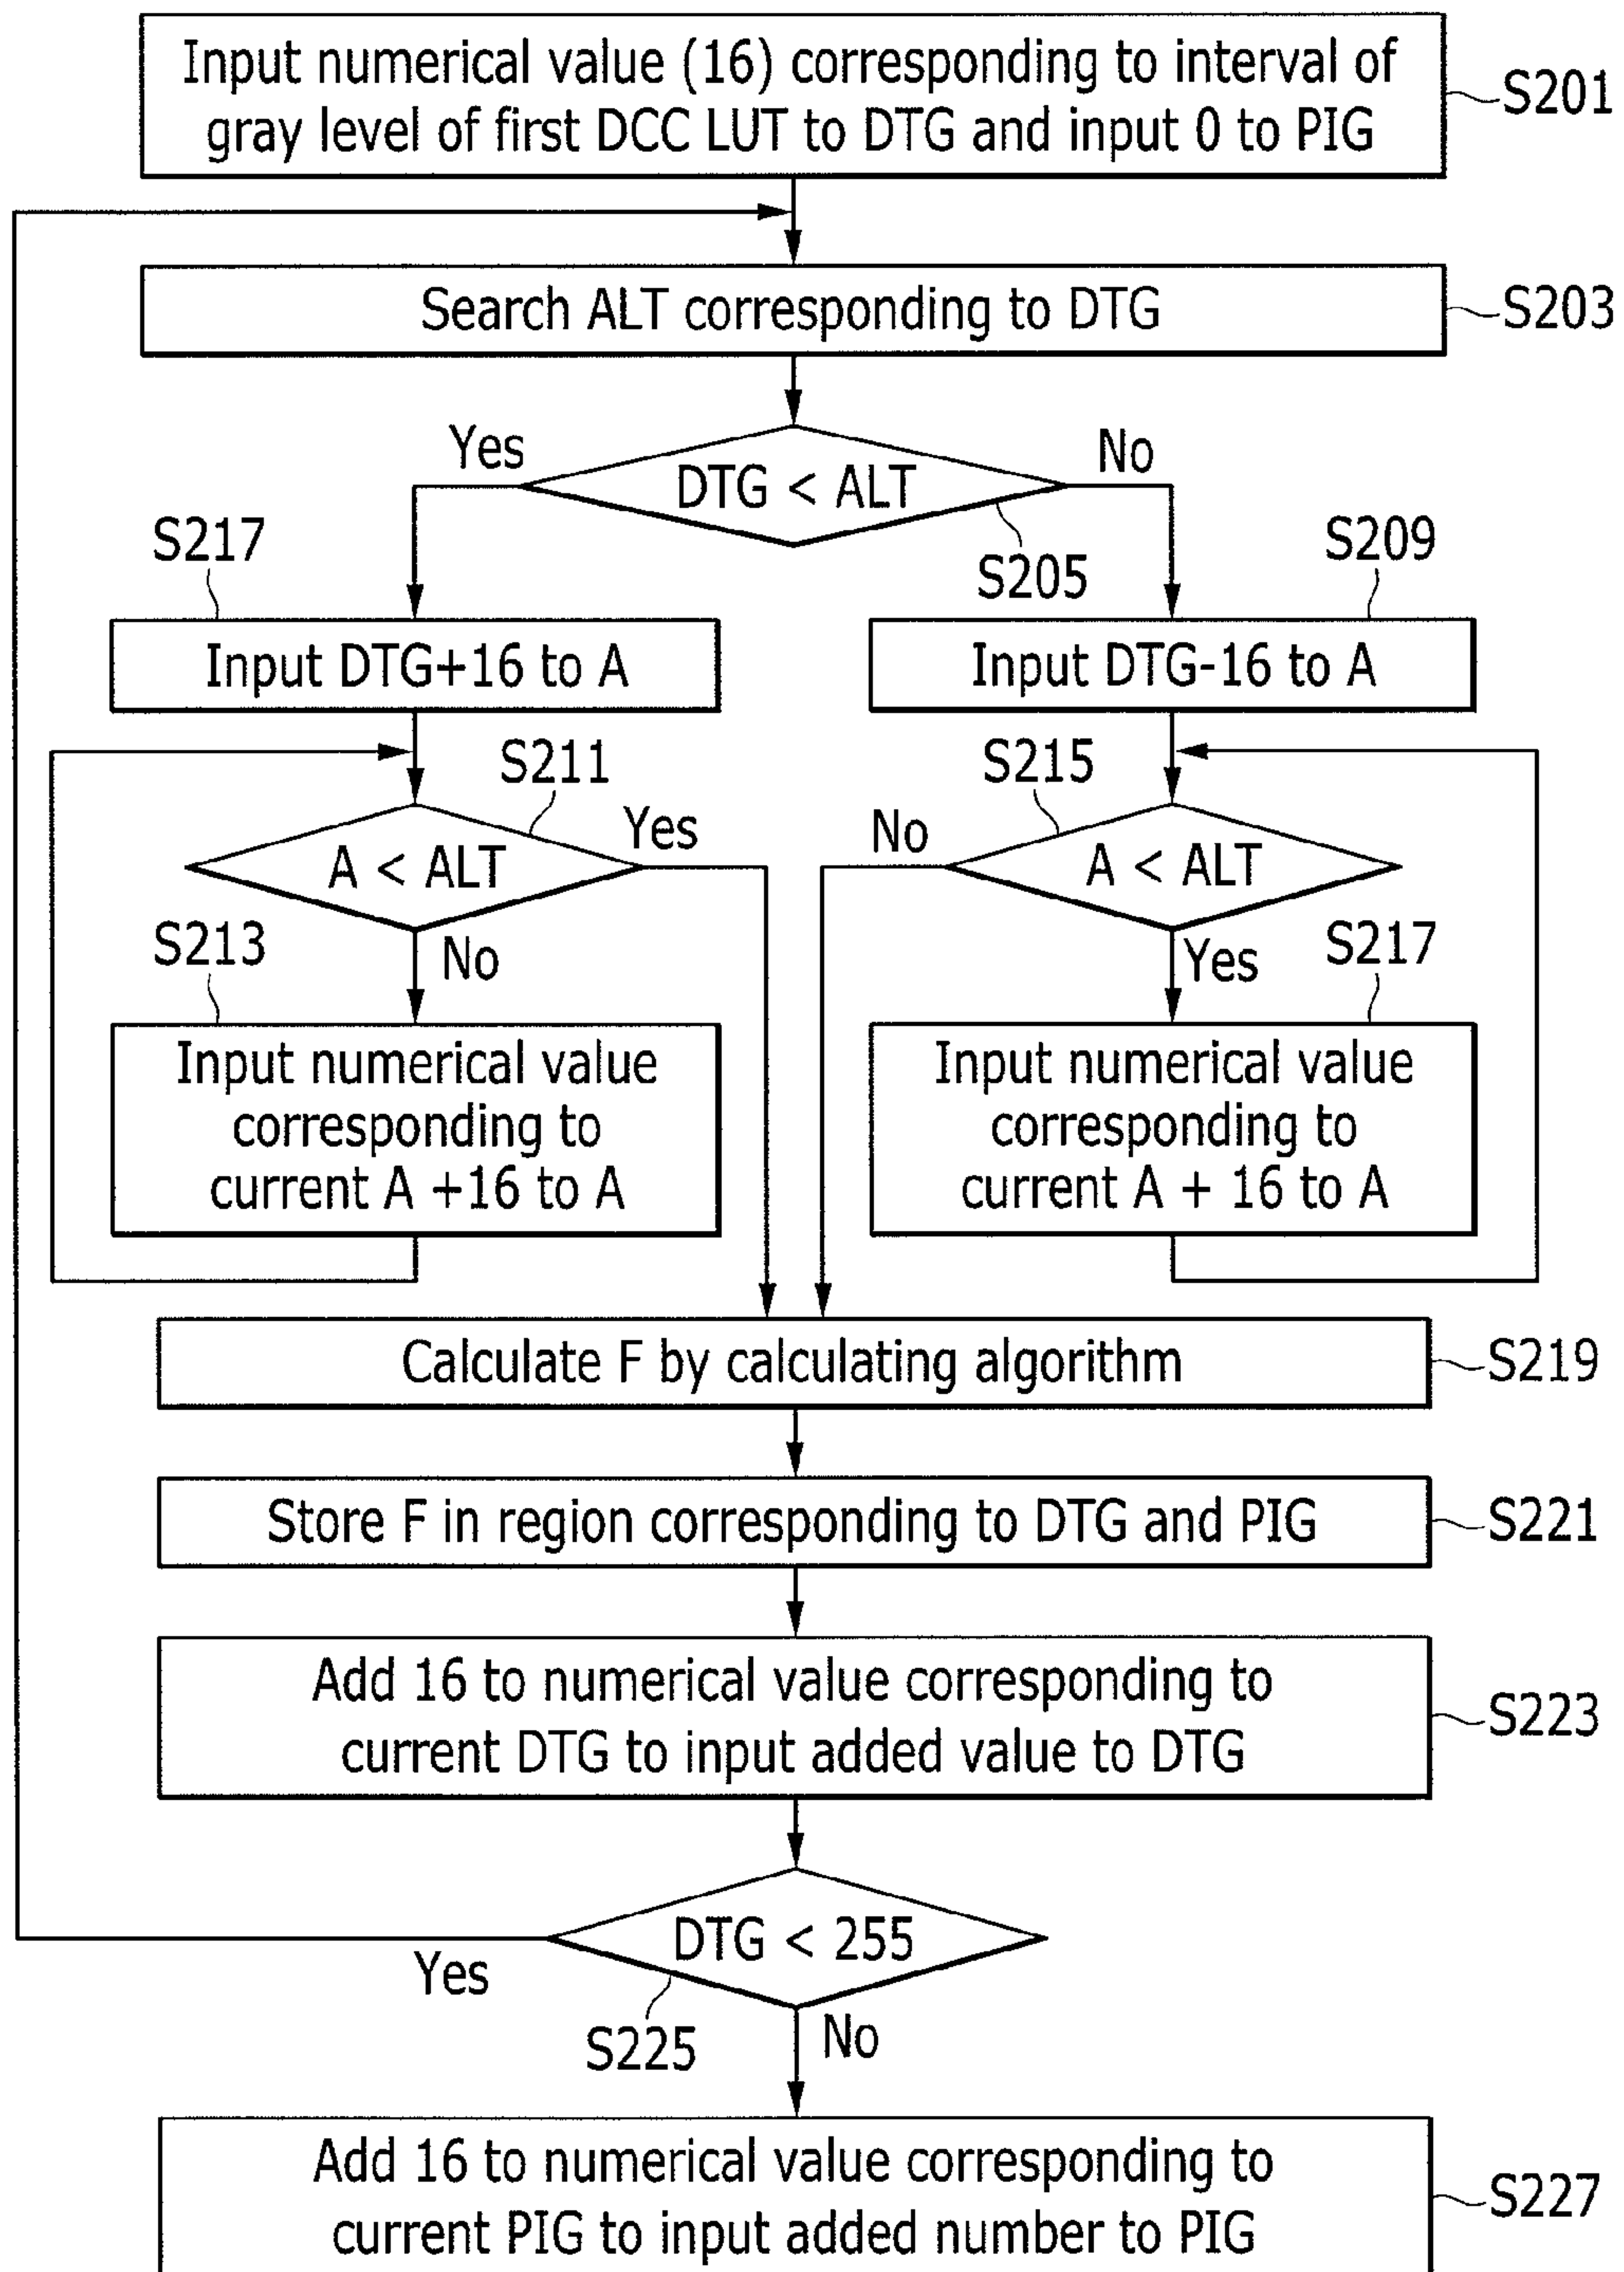 Input numerical value (16) corresponding to interval of
gray level of first DCC LUT to DTG and input 0 to PIG
S201
Search ALT corresponding to DTG
S203
Yes
DTG < ALT
No
S205
S217
Input DTG+16 to A
S209
Input DTG-16 to A
S211
A < ALT
Yes
No
S213
Input numerical value
corresponding to
current A +16 to A
S215
No
A < ALT
Yes
S217
Input numerical value
corresponding to
current A + 16 to A
Calculate F by calculating algorithm
S219
Store F in region corresponding to DTG and PIG
S221
Add 16 to numerical value corresponding to
current DTG to input added value to DTG
S223
DTG < 255
Yes
S225
No
Add 16 to numerical value corresponding to
current PIG to input added number to PIG
S227